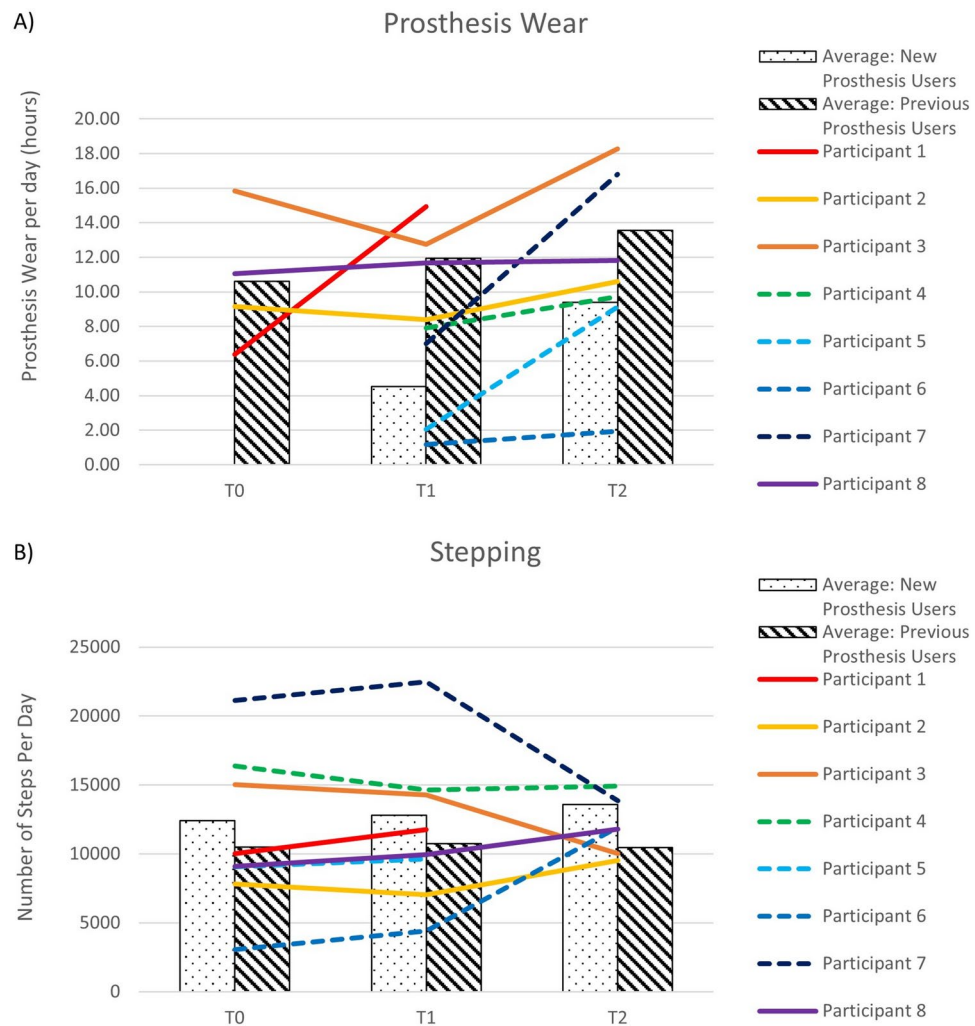 A)
Prosthesis Wear
Prosthesis Wear per day (hours)
20.00
18.00
16.00
14.00
12.00
10.00
8.00
6.00
4.00
2.00
0.00
T0
T1
T2
Average: New
Prosthesis Users
Average: Previous
Prosthesis Users
Participant 1
Participant 2
Participant 3
Participant 4
Participant 5
Participant 6
Participant 7
Participant 8
B)
Stepping
Number of Steps Per Day
25000
20000
15000
10000
5000
0
T0
T1
T2
Average: New
Prosthesis Users
Average: Previous
Prosthesis Users
Participant 1
Participant 2
Participant 3
Participant 4
Participant 5
Participant 6
Participant 7
Participant 8